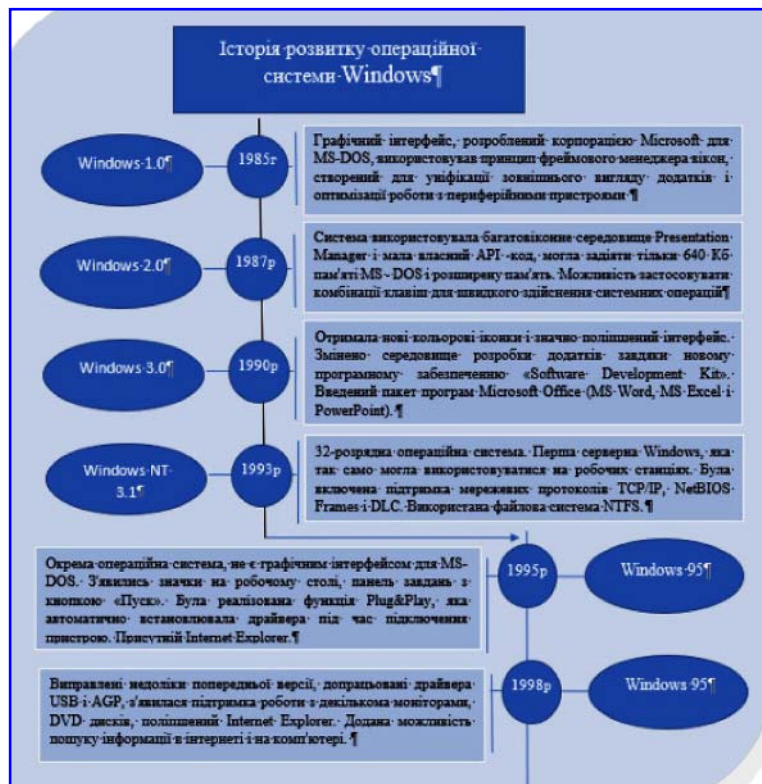 Історія розвитку операційної
системи Windows¶
Windows 1.0¶
1985г
Графічний інтерфейс, розроблений корпорацією Microsoft для
MS-DOS, використовував принцип фреймового менеджера вікон,
створений для уніфікації зовнішнього вигляду додатків і
оптимізації роботи з периферійними пристроями ¶
Windows 2.0¶
1987р
Система використовувала багатовіконне середовище Presentation
Manager і мала власний API -код, могла задіяти тільки 640 Кб
пам'яті MS - DOS і розширену пам'ять. Можливість застосовувати
комбінації клавіш для швидкого здійснення системних операцій¶
Windows 3.0¶
1990р
Отримала нові кольорові іконки і значно поліпшений інтерфейс.
Змінено середовище розробки додатків завдяки новому
програмному забезпеченню «Software Development Kit».
Введений пакет програм Microsoft Office (MS Word, MS Excel і
PowerPoint). ¶
Windows NT
3.1¶
1993р
32-розрядна операційна система. Перша серверна Windows, яка
так само могла використовуватися на робочих станціях. Була
включена підтримка мережевих протоколів TCP/IP, NetBIOS
Frames і DLC. Використана файлова система NTFS. ¶
Окрема операційна система, не є графічним інтерфейсом для MS-
DOS. З'явились значки на робочому столі, панель завдань з
кнопкою «Пуск». Була реалізована функція Plug&Play, яка
автоматично встановлювала драйвера під час підключення
пристрою. Присутній Internet Explorer.¶
1995р
Windows 95¶
Виправлені недоліки попередньої версії, допрацьовані драйвера
USB і AGP, з'явилася підтримка роботи з декількома моніторами,
DVD дисків, поліпшений Internet Explorer. Додана можливість
пошуку інформації в інтернеті і на комп'ютері. ¶
1998р
Windows 95¶